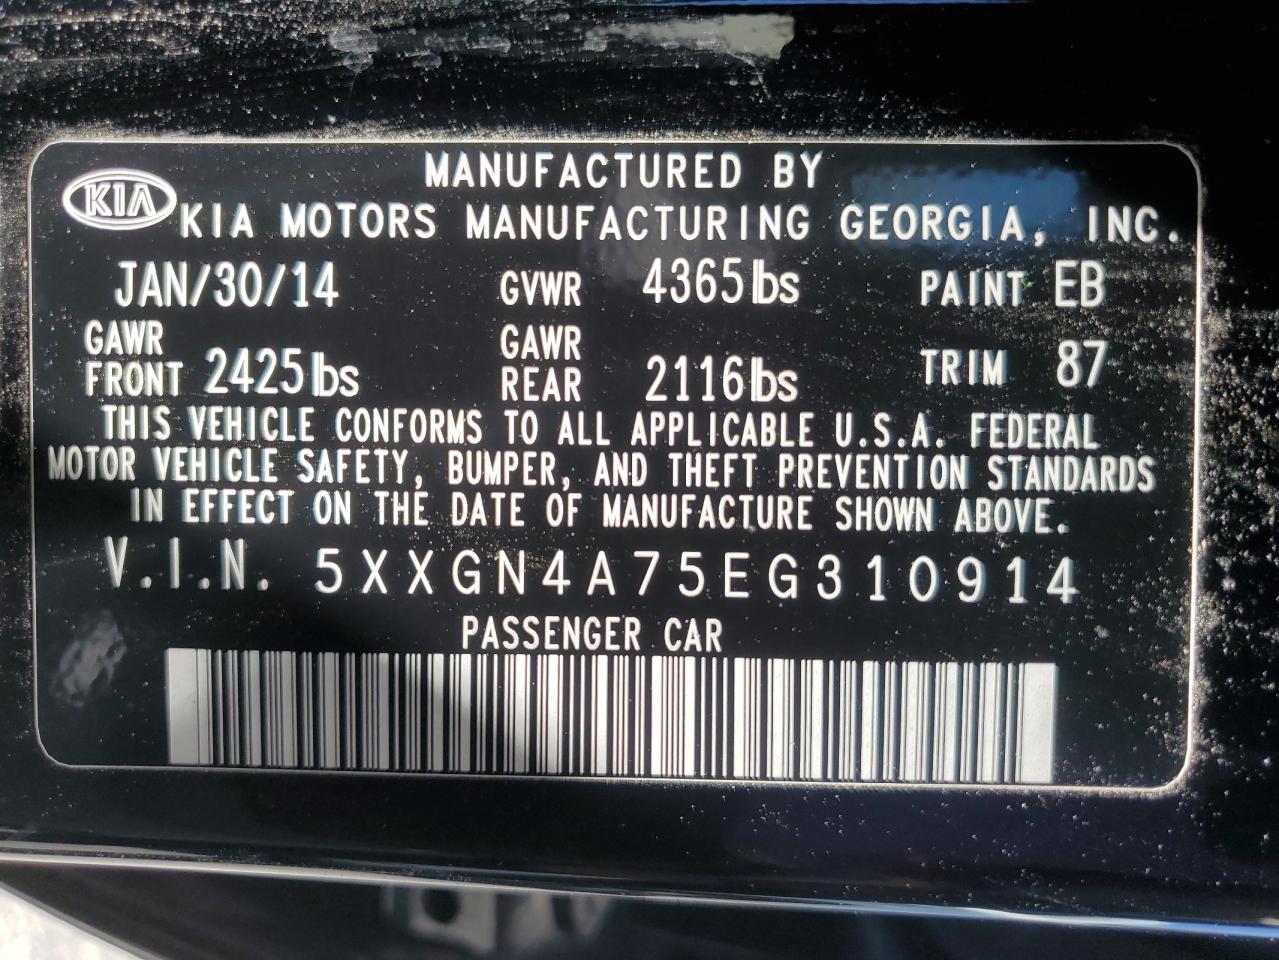 MANUFACTURED BY
KIA KIA MOTORS MANUFACTURING GEORGIA, INC.
JAN/30/14 GVWR 4365lbs PAINT EB
GAWR FRONT 2425lbs GAWR REAR 2116lbs TRIM 87
THIS VEHICLE CONFORMS TO ALL APPLICABLE U.S.A. FEDERAL
MOTOR VEHICLE SAFETY, BUMPER, AND THEFT PREVENTION STANDARDS
IN EFFECT ON THE DATE OF MANUFACTURE SHOWN ABOVE.
V.I.N. 5XXGN4A75EG310914
PASSENGER CAR